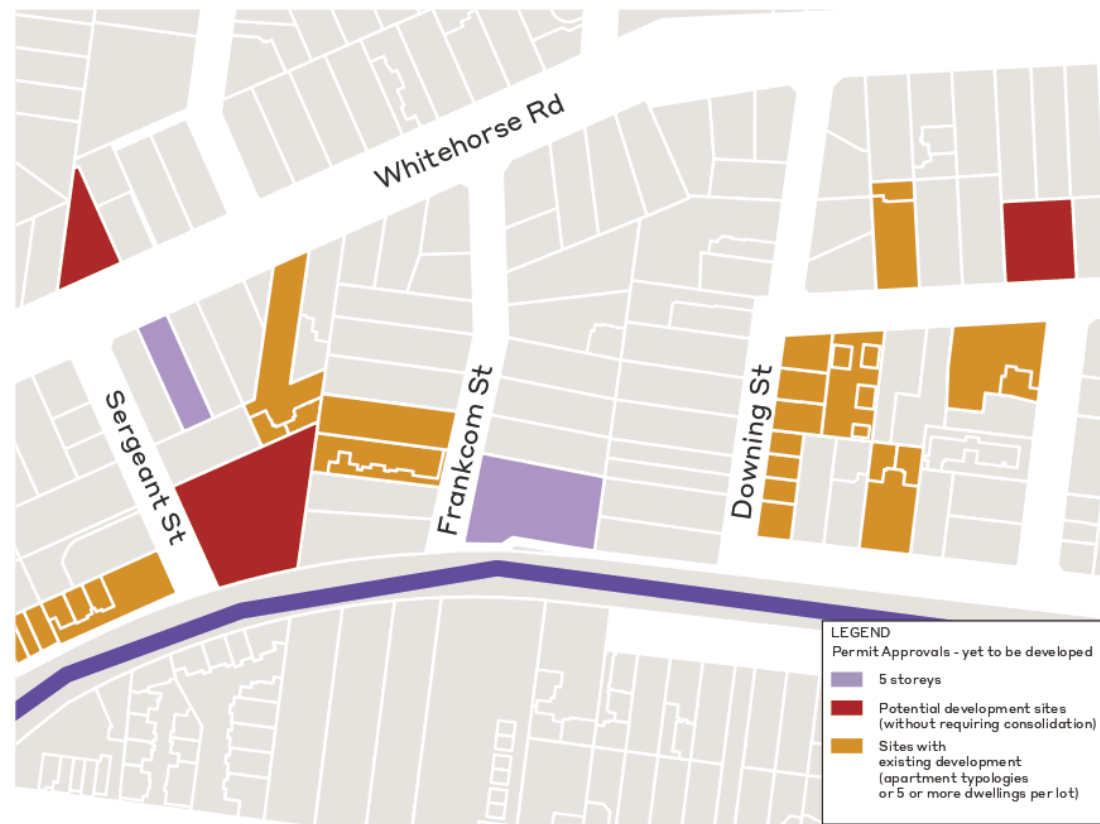 Whitehorse Rd
Sergeant St
Frankcom St
Downing St
LEGEND
Permit Approvals - yet to be developed
5 storeys
Potential development sites
(without requiring consolidation)
Sites with
existing development
(apartment typologies
or 5 or more dwellings per lot)